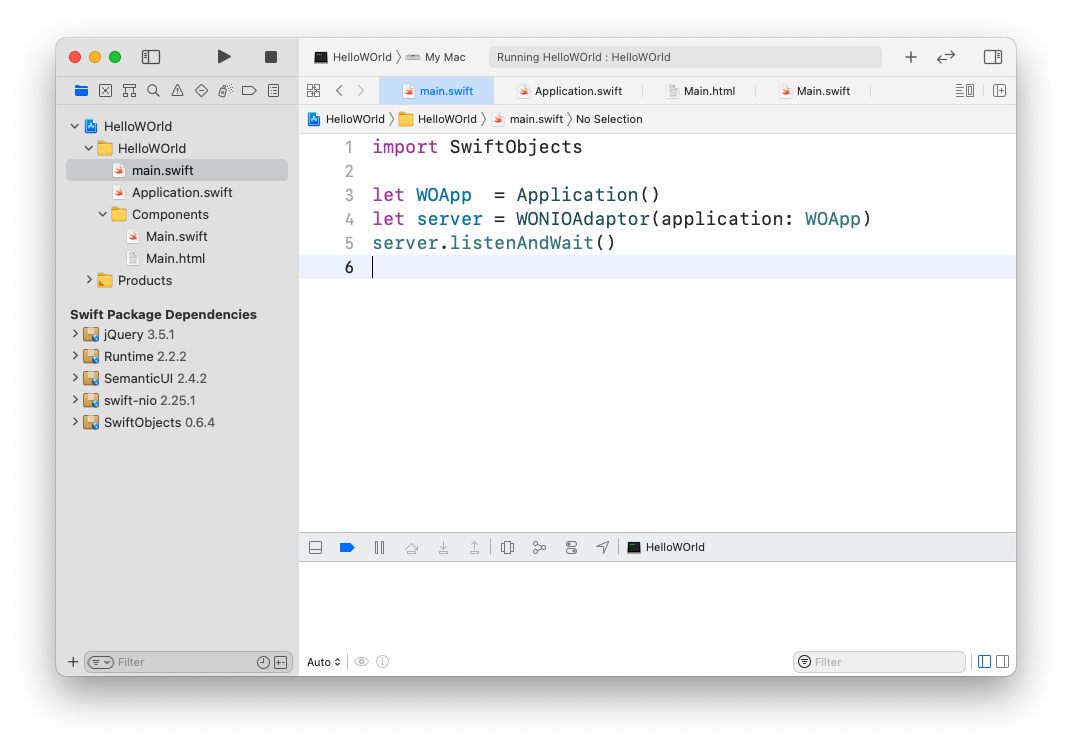 HelloWOrld 〉 My Mac
Running HelloWOrld : HelloWOrld
main.swift
Application.swift
Main.html
Main.swift
HelloWOrld 〉 HelloWOrld 〉 main.swift 〉 No Selection
HelloWOrld
HelloWOrld
main.swift
Application.swift
Components
Main.swift
Main.html
Products
Swift Package Dependencies
jQuery 3.5.1
Runtime 2.2.2
SemanticUI 2.4.2
swift-nio 2.25.1
SwiftObjects 0.6.4
Filter
1 import SwiftObjects
2
3 let WOApp  = Application()
4 let server = WONIOAdaptor(application: WOApp)
5 server.listenAndWait()
6
HelloWOrld
Auto
Filter